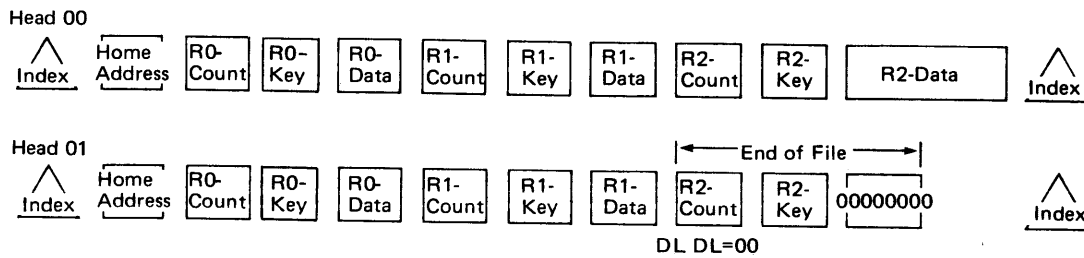 Head 00
Index
Home Address
R0-Count
R0-Key
R0-Data
R1-Count
R1-Key
R1-Data
R2-Count
R2-Key
R2-Data
Index
Head 01
End of File
Index
Home Address
R0-Count
R0-Key
R0-Data
R1-Count
R1-Key
R1-Data
R2-Count
R2-Key
00000000
Index
DL DL=00